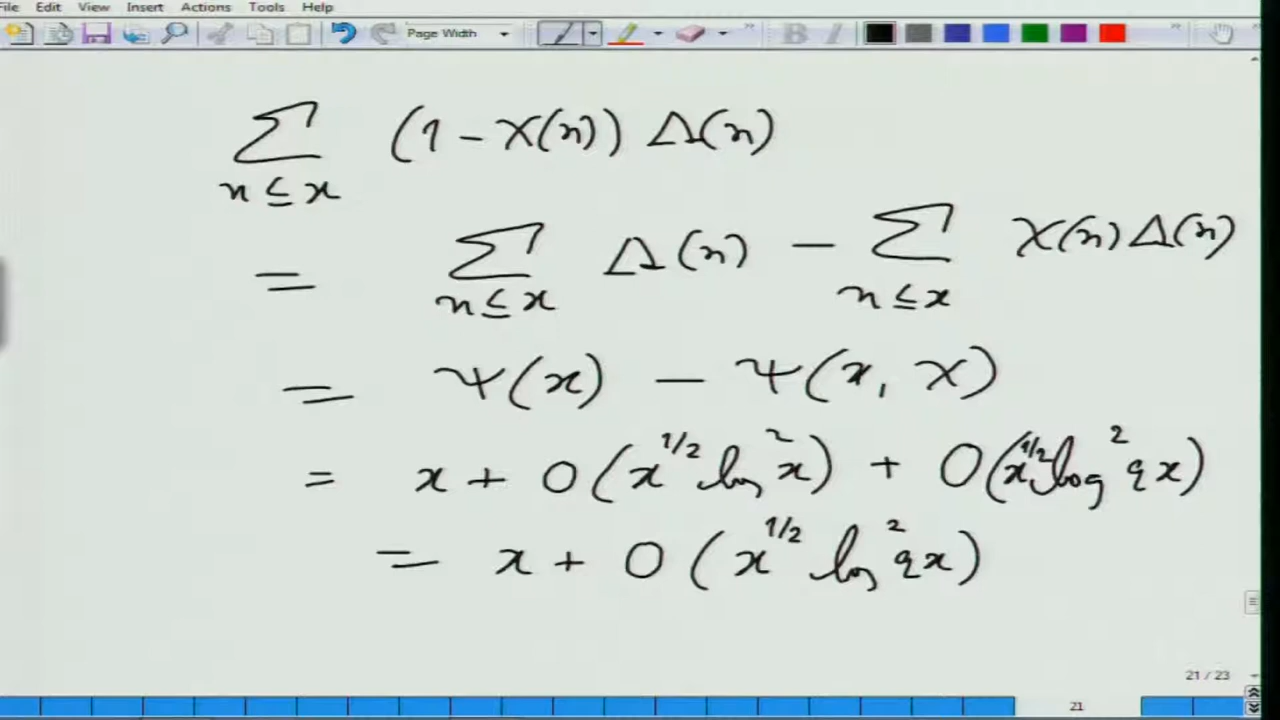 File Edit View Insert Actions Tools Help
Page Width
∑ (1 - χ(n)) Δ(n)
n ≤ x
= ∑ Δ(n) - ∑ χ(n) Δ(n)
n ≤ x n ≤ x
= Ψ(x) - Ψ(x, χ)
= x + O(x^{1/2} log^2 x) + O(x^{1/2} log^2 qx)
= x + O(x^{1/2} log^2 qx)
21 / 23
21